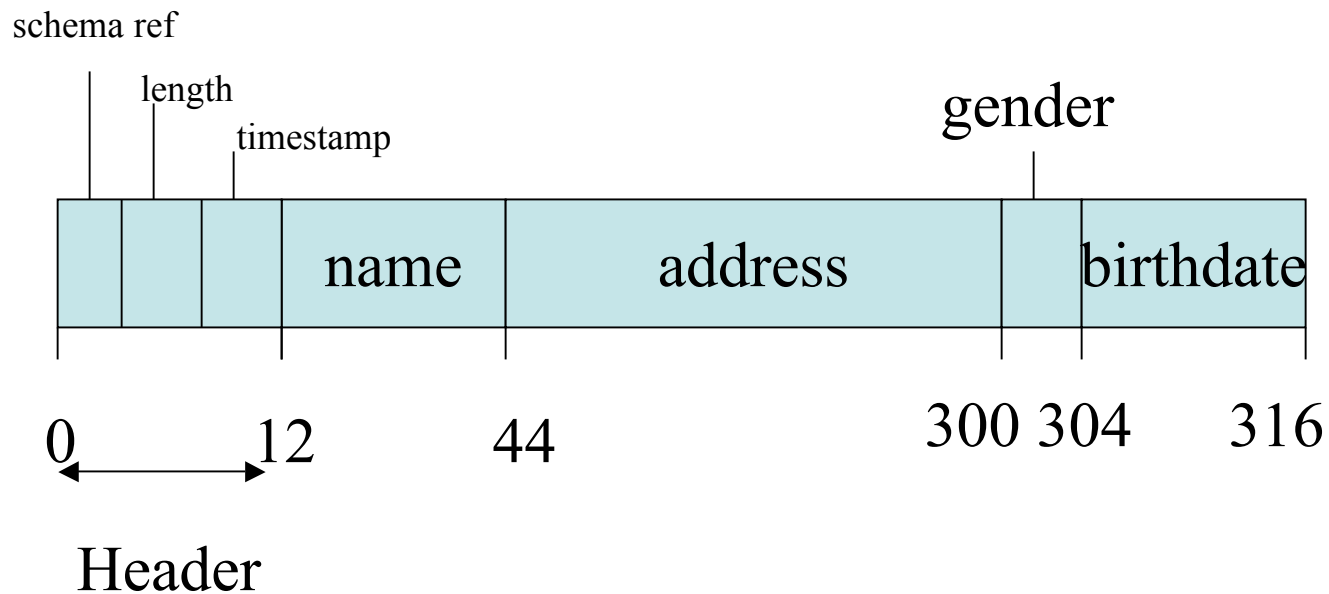 schema ref
length
timestamp
gender
name address birthdate
0 12 44 300 304 316
Header